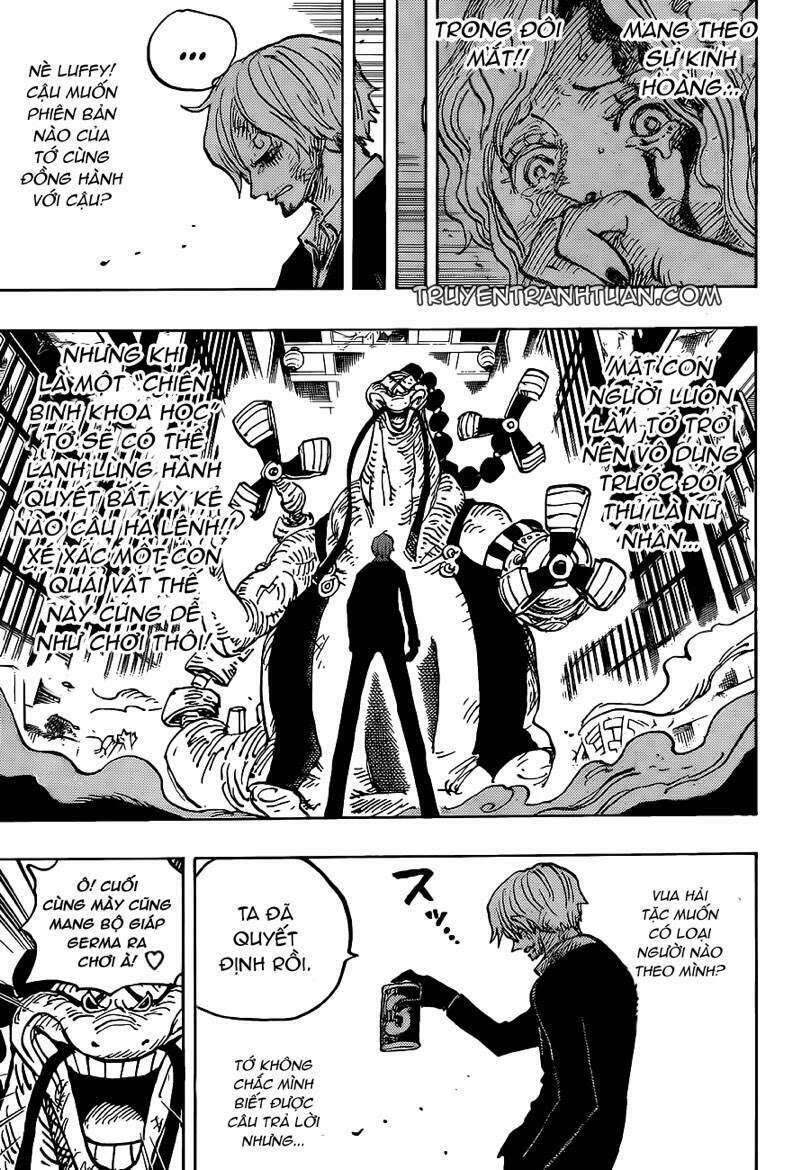 MANG THEO
SỰ KINH
HOÀNG...
TRONG ĐÔI
MẮT!!
...
NÈ LUFFY!
CẬU MUỐN
PHIÊN BẢN
NÀO CỦA
TỚ CÙNG
ĐỒNG HÀNH
VỚI CẬU?
TRUYENTRANHTUAN.COM
MẶT CON
NGƯỜI LUÔN
LÀM TỚ TRỞ
NÊN VÔ DỤNG
TRƯỚC ĐỐI
THỦ LÀ NỮ
NHÂN...
NHƯNG KHI
LÀ MỘT “CHIẾN
BINH KHOA HỌC”
TỚ SẼ CÓ THỂ
LẠNH LÙNG HÀNH
QUYẾT BẤT KỲ KẺ
NÀO CẬU HẠ LỆNH!!
XÉ XÁC MỘT CON
QUÁI VẬT THẾ
NÀY CŨNG DỄ
NHƯ CHƠI THÔI!
VUA HẢI
TẶC MUỐN
CÓ LOẠI
NGƯỜI NÀO
THEO MÌNH?
スッ..
TA ĐÃ
QUYẾT
ĐỊNH RỒI.
TỚ KHÔNG
CHẮC MÌNH
BIẾT ĐƯỢC
CÂU TRẢ LỜI
NHƯNG...
Ô! CUỐI
CÙNG MÀY CŨNG
MANG BỘ GIÁP
GERMA RA
CHƠI À! ♡